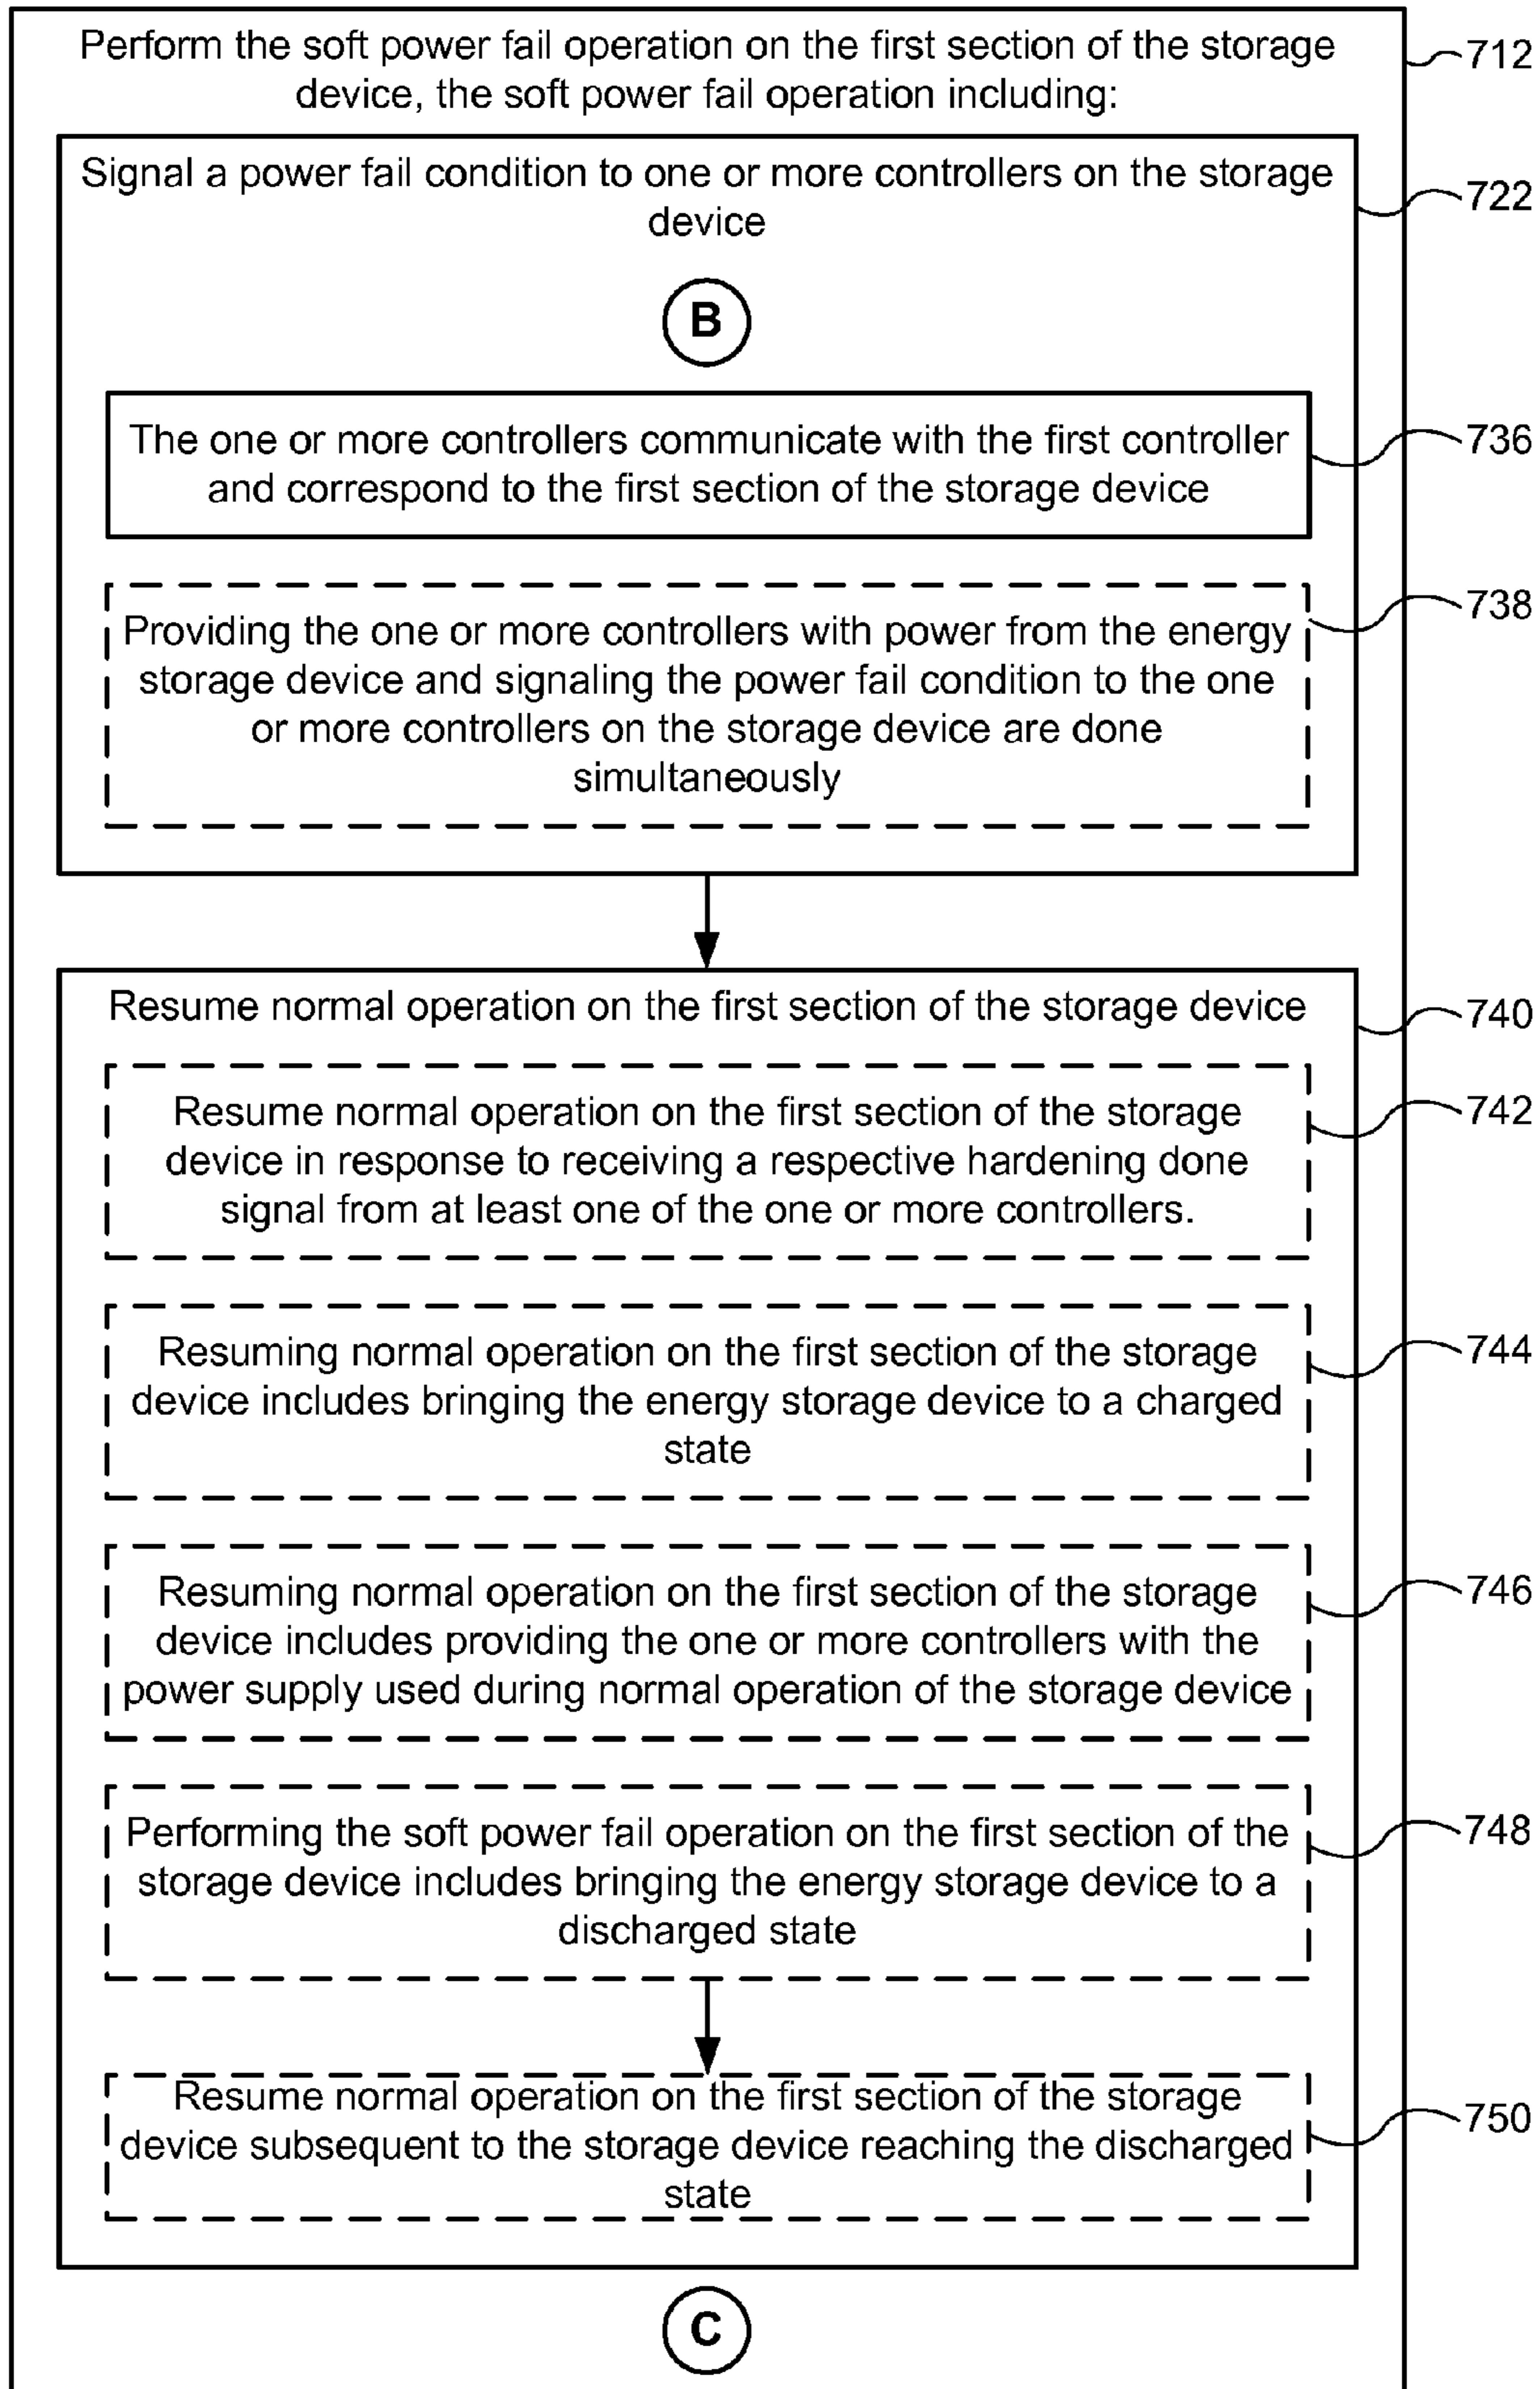 Perform the soft power fail operation on the first section of the storage
device, the soft power fail operation including:
712
Signal a power fail condition to one or more controllers on the storage
device
722
B
The one or more controllers communicate with the first controller
and correspond to the first section of the storage device
736
Providing the one or more controllers with power from the energy
storage device and signaling the power fail condition to the one
or more controllers on the storage device are done
simultaneously
738
Resume normal operation on the first section of the storage device
740
Resume normal operation on the first section of the storage
device in response to receiving a respective hardening done
signal from at least one of the one or more controllers.
742
Resuming normal operation on the first section of the storage
device includes bringing the energy storage device to a charged
state
744
Resuming normal operation on the first section of the storage
device includes providing the one or more controllers with the
power supply used during normal operation of the storage device
746
Performing the soft power fail operation on the first section of the
storage device includes bringing the energy storage device to a
discharged state
748
Resume normal operation on the first section of the storage
device subsequent to the storage device reaching the discharged
state
750
C